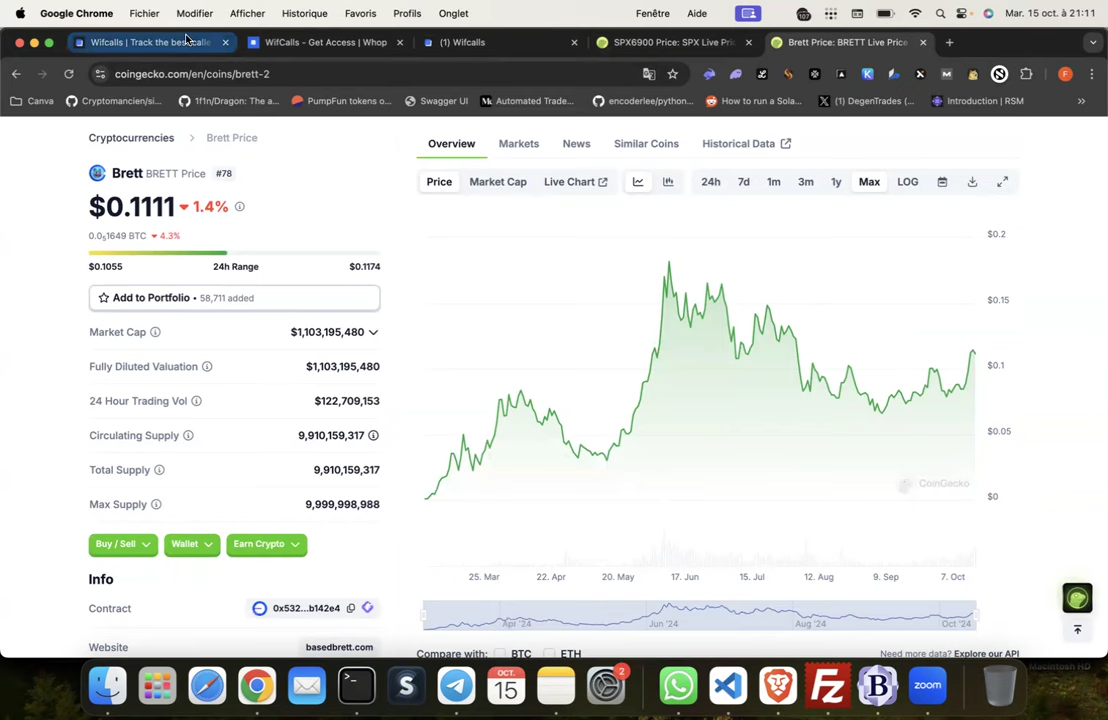 Google Chrome Fichier Modifier Afficher Historique Favoris Profils Onglet Fenêtre Aide 107 Mar. 15 oct. à 21:11
Wifcalls | Track the best calle WifCalls - Get Access | Whop (1) Wifcalls SPX6900 Price: SPX Live Pri Brett Price: BRETT Live Price
coingecko.com/en/coins/brett-2 F
Canva Cryptomancien/si... 1f1n/Dragon: The a... PumpFun tokens o... Swagger UI Automated Trade... encoderlee/python... How to run a Sola... (1) DegenTrades (... Introduction | RSM
Cryptocurrencies Brett Price
Brett BRETT Price #78
$0.1111 1.4%
0.0₅1649 BTC 4.3%
$0.1055 24h Range $0.1174
Add to Portfolio • 58,711 added
Market Cap $1,103,195,480
Fully Diluted Valuation $1,103,195,480
24 Hour Trading Vol $122,709,153
Circulating Supply 9,910,159,317
Total Supply 9,910,159,317
Max Supply 9,999,998,988
Buy / Sell Wallet Earn Crypto
Info
Contract 0x532...b142e4
Website basedbrett.com
Overview Markets News Similar Coins Historical Data
Price Market Cap Live Chart 24h 7d 1m 3m 1y Max LOG
$0.2
$0.15
$0.1
$0.05
$0
CoinGecko
25. Mar 22. Apr 20. May 17. Jun 15. Jul 12. Aug 9. Sep 7. Oct
Apr '24 Jun '24 Aug '24 Oct '24
Compare with: BTC ETH Need more data? Explore our API
Macintosh HD
OCT. 15 2 zoom